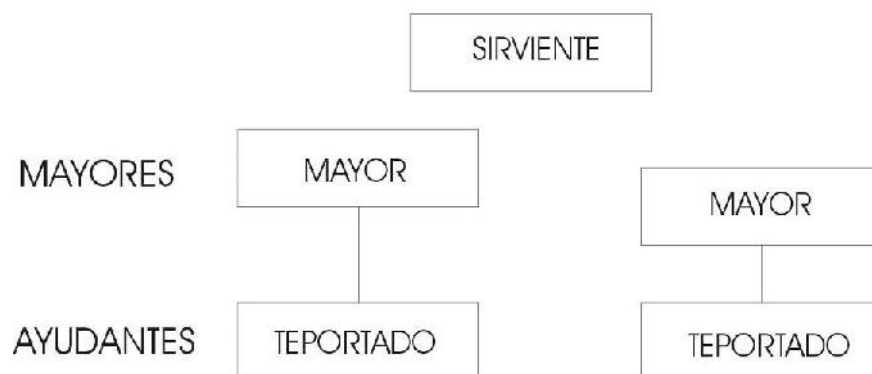 SIRVIENTE
MAYORES
MAYOR
MAYOR
AYUDANTES
TEPORTADO
TEPORTADO